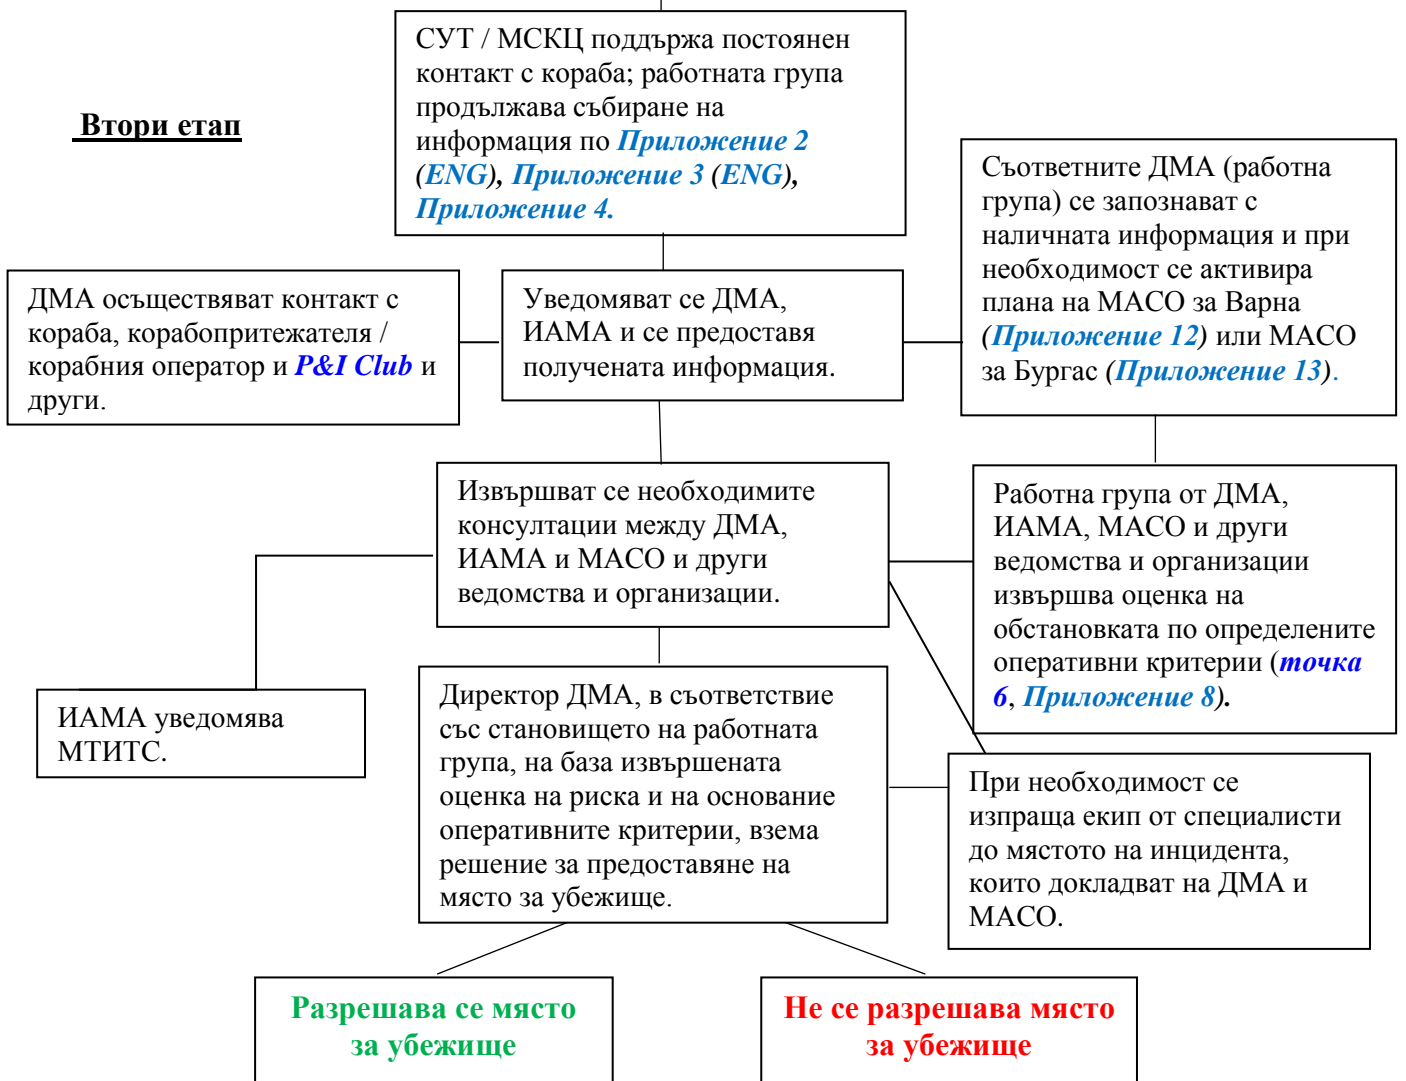 СУТ / МСКЦ поддържа постоянен
контакт с кораба; работната група
продължава събиране на
информация по Приложение 2
(ENG), Приложение 3 (ENG),
Приложение 4.
Втори етап
Съответните ДМА (работна
група) се запознават с
наличната информация и при
необходимост се активира
плана на МАСО за Варна
(Приложение 12) или МАСО
за Бургас (Приложение 13).
ДМА осъществяват контакт с
кораба, корабопритежателя /
корабния оператор и P&I Club и
други.
Уведомяват се ДМА,
ИАМА и се предоставя
получената информация.
Извършват се необходимите
консултации между ДМА,
ИАМА и МАСО и други
ведомства и организации.
Работна група от ДМА,
ИАМА, МАСО и други
ведомства и организации
извършва оценка на
обстановката по определените
оперативни критерии (точка
6, Приложение 8).
ИАМА уведомява
МТИТС.
Директор ДМА, в съответствие
със становището на работната
група, на база извършената
оценка на риска и на основание
оперативните критерии, взема
решение за предоставяне на
място за убежище.
При необходимост се
изпраща екип от специалисти
до мястото на инцидента,
които докладват на ДМА и
МАСО.
Разрешава се място
за убежище
Не се разрешава място
за убежище